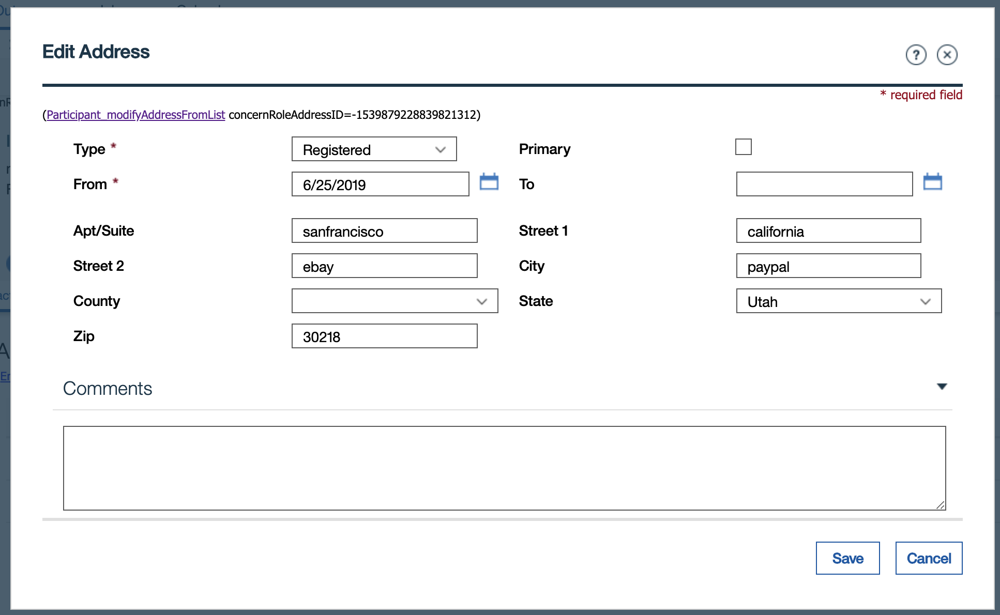 Edit Address
?
* required field
(Participant_modifyAddressFromList concernRoleAddressID=-1539879228839821312)
Type * Registered Primary
From * 6/25/2019 To
Apt/Suite sanfrancisco Street 1 california
Street 2 ebay City paypal
County State Utah
Zip 30218
Comments
Save Cancel